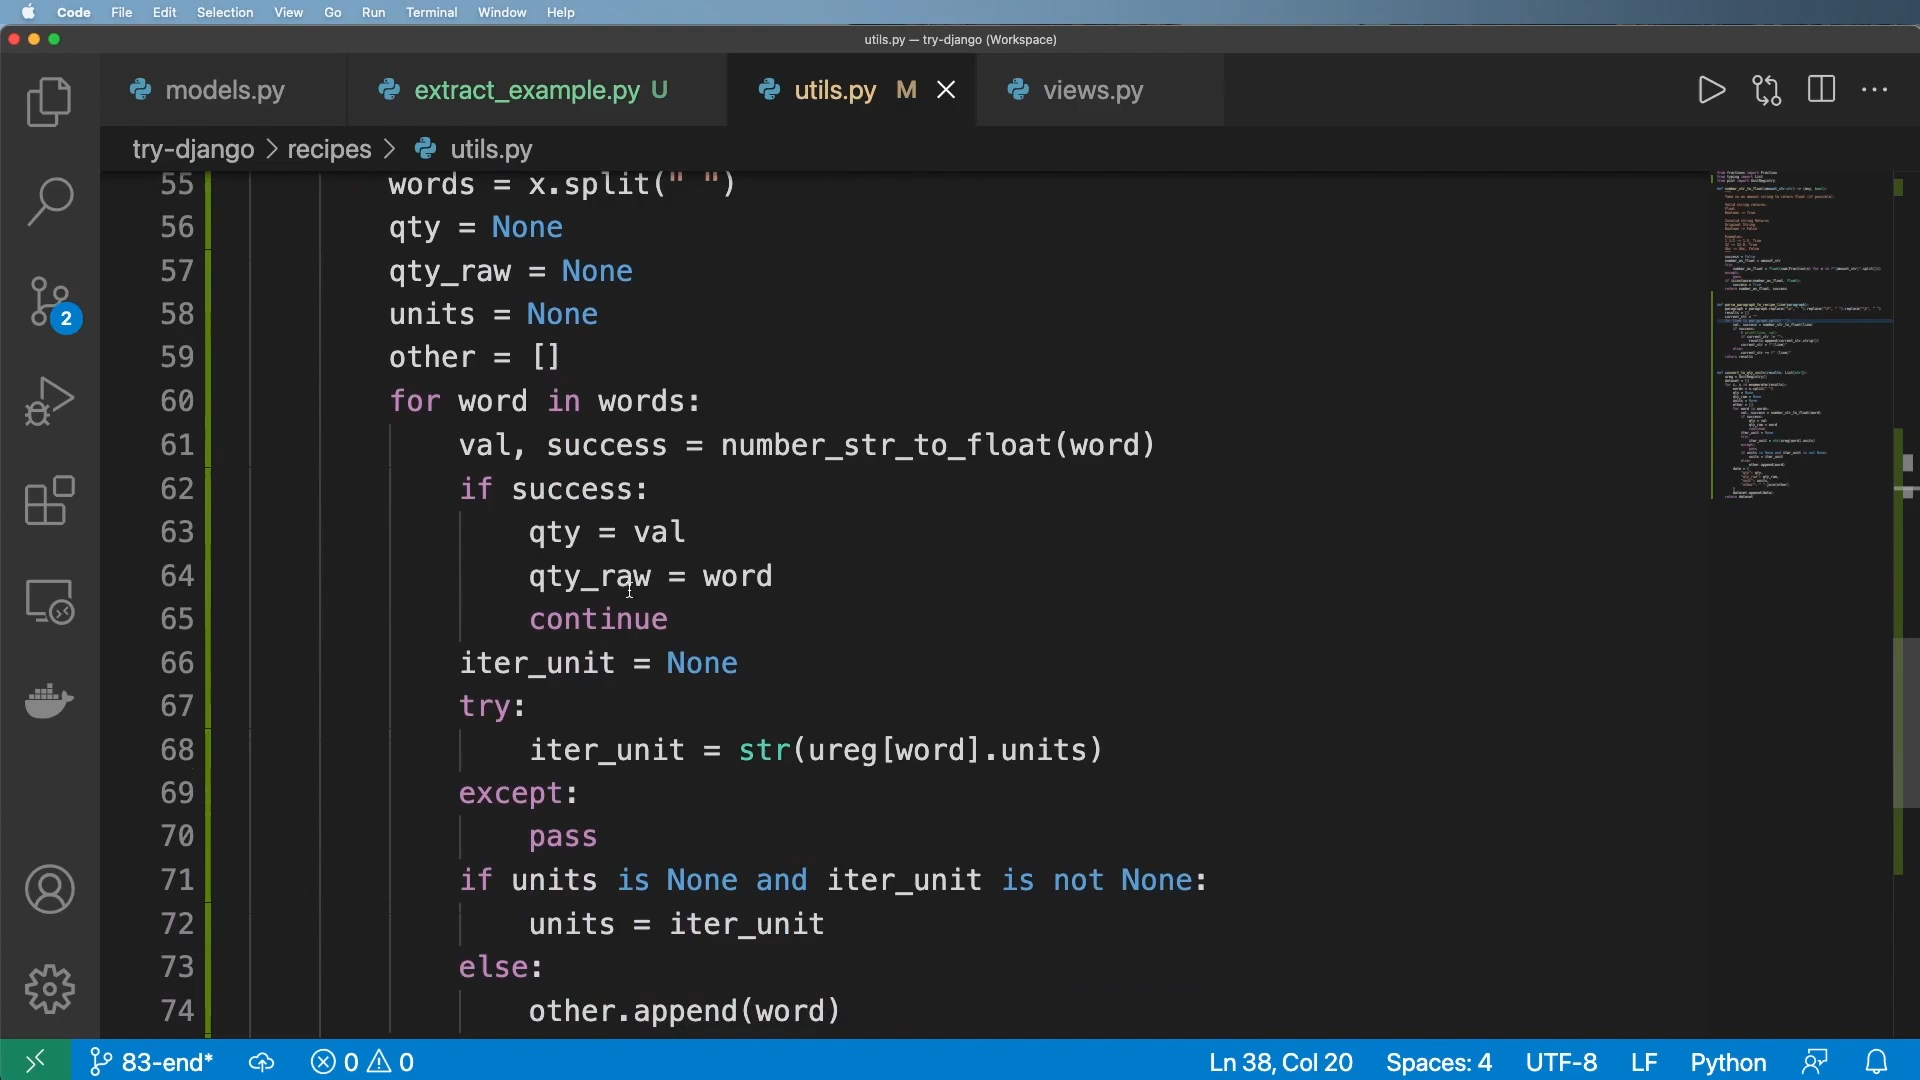 Code File Edit Selection View Go Run Terminal Window Help
utils.py — try-django (Workspace)
models.py extract_example.py U utils.py M views.py
try-django > recipes > utils.py
55 words = x.split(" ")
56 qty = None
57 qty_raw = None
58 units = None
59 other = []
60 for word in words:
61 val, success = number_str_to_float(word)
62 if success:
63 qty = val
64 qty_raw = word
65 continue
66 iter_unit = None
67 try:
68 iter_unit = str(ureg[word].units)
69 except:
70 pass
71 if units is None and iter_unit is not None:
72 units = iter_unit
73 else:
74 other.append(word)
2
83-end* 0 0 Ln 38, Col 20 Spaces: 4 UTF-8 LF Python